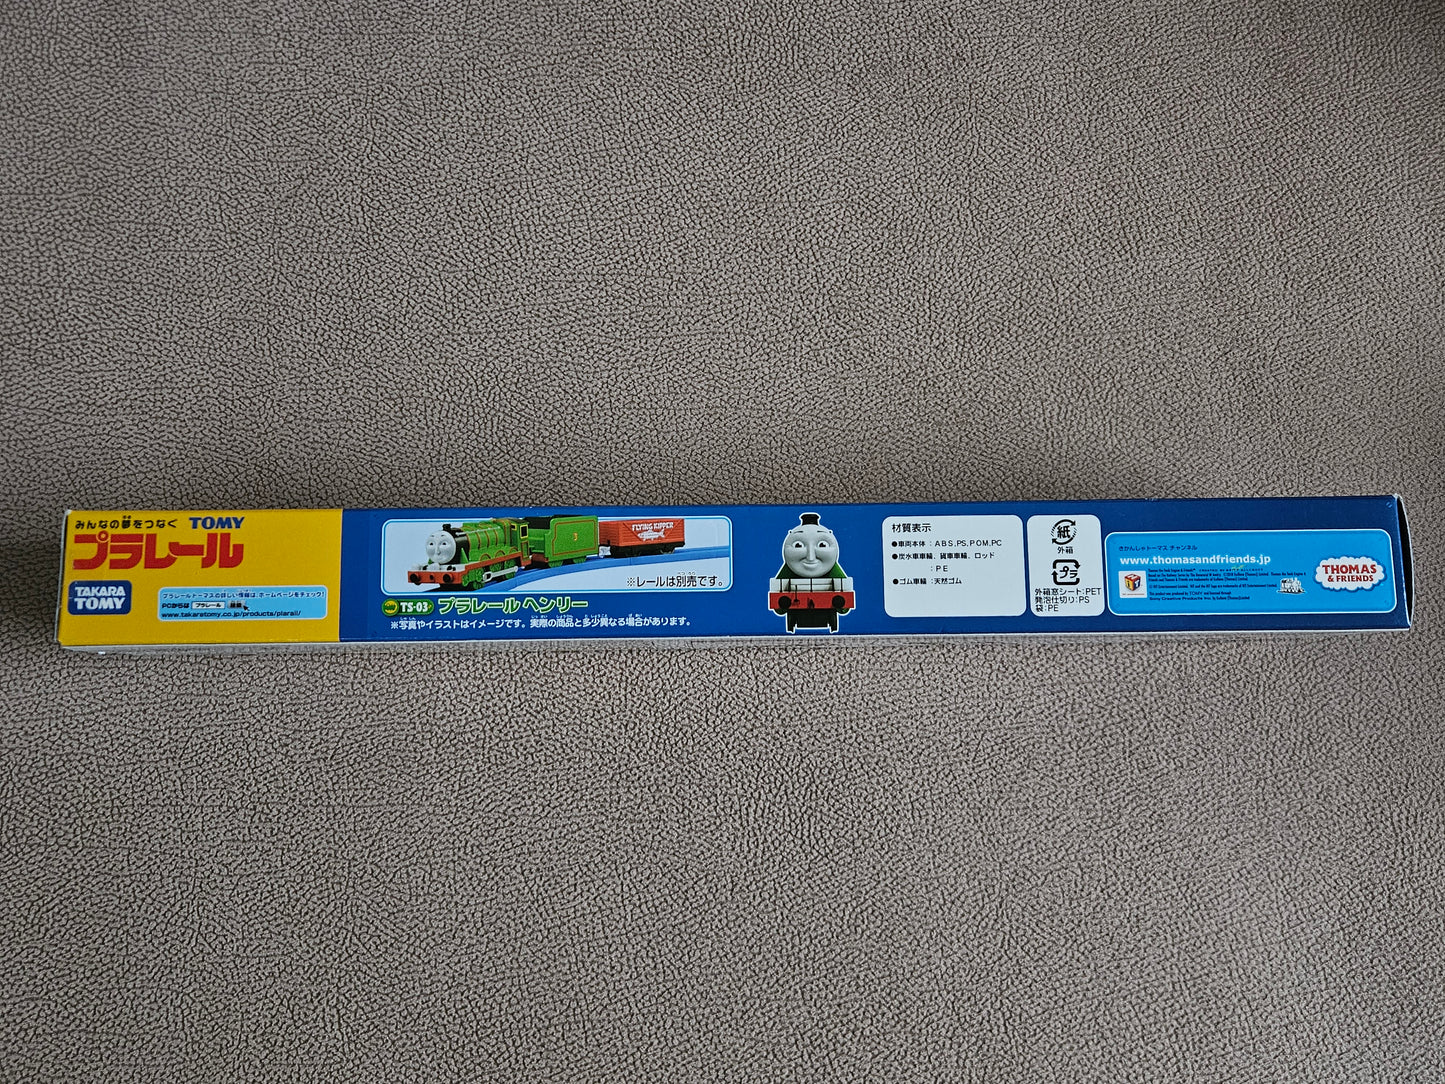 みんなの夢をつなぐ TOMY
プラレール
TAKARA
TOMY
プラレールトーマスの詳しい情報は、ホームページをチェック!
PCからは プラレール 検索
www.takaratomy.co.jp/products/plarail/
FLYING KIPPER
3
※レールは別売です。
TS-03 プラレール ヘンリー
※写真やイラストはイメージです。実際の商品と多少異なる場合があります。
材質表示
●車両本体 : ABS,PS,POM,PC
●炭水車車輪、貨車車輪、ロッド
: PE
●ゴム車輪 : 天然ゴム
紙
外箱
プラ
外箱窓シート:PET
発泡仕切り:PS
袋:PE
きかんしゃトーマス チャンネル
www.thomasandfriends.jp
THOMAS
& FRIENDS